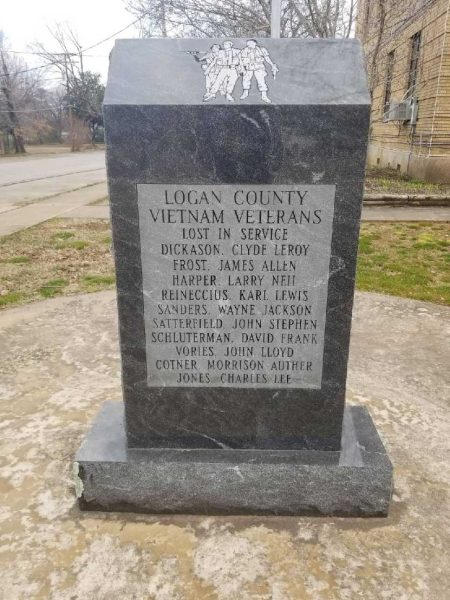 LOGAN COUNTY
VIETNAM VETERANS
LOST IN SERVICE
DICKASON, CLYDE LEROY
FROST, JAMES ALLEN
HARPER, LARRY NEIL
REINECCIUS, KARL LEWIS
SANDERS, WAYNE JACKSON
SATTERFIELD, JOHN STEPHEN
SCHLUTERMAN, DAVID FRANK
VORIES, JOHN LLOYD
COTNER, MORRISON AUTHER
JONES, CHARLES LEE